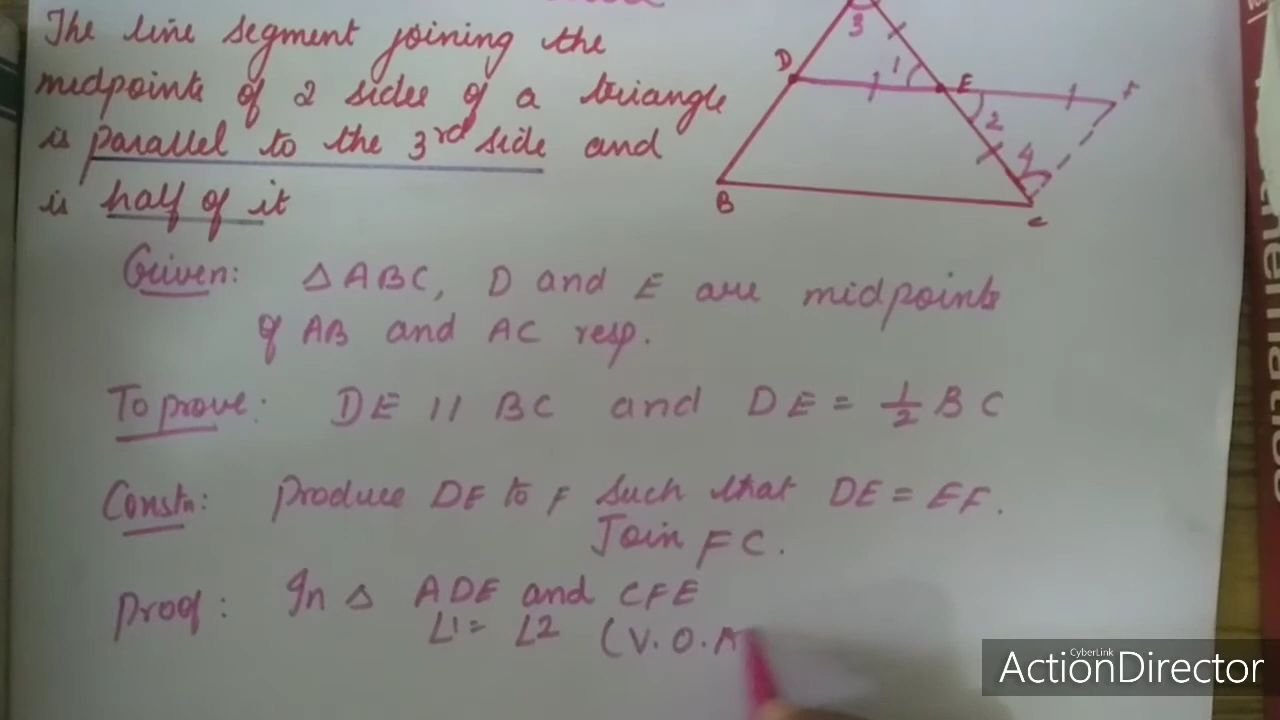 The line segment joining the
midpoints of 2 sides of a triangle
is parallel to the 3rd side and
is half of it
3
D
1
E
F
2
4
B
C
Given: △ ABC, D and E are midpoints
of AB and AC resp.
To prove: DE // BC and DE = 1/2 BC
Constn: Produce DE to F such that DE = EF.
Join FC.
Proof: In △ ADE and CFE
∠1 = ∠2 (V.O.A
CyberLink
ActionDirector